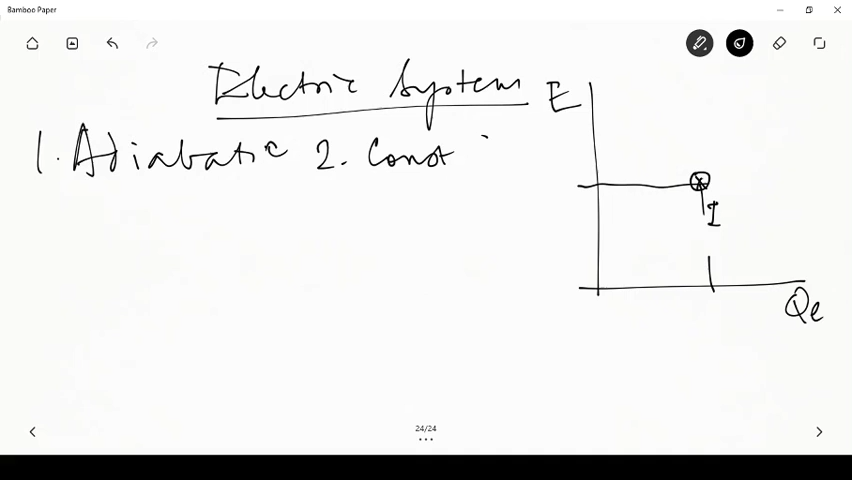 Bamboo Paper
Electric System
1. Adiabatic 2. Const
E
I
Qe
24/24